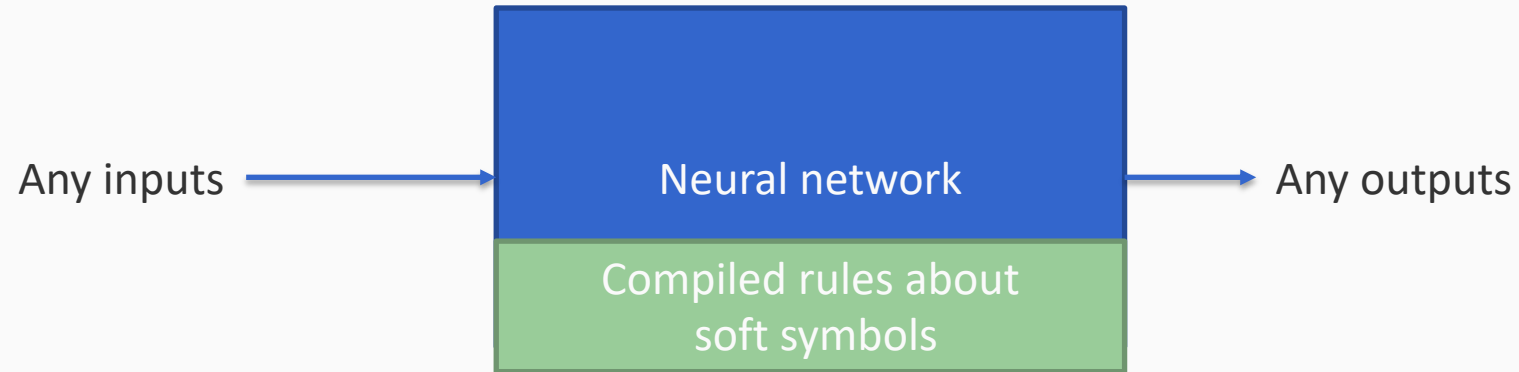 Any inputs
Neural network
Any outputs
Compiled rules about
soft symbols